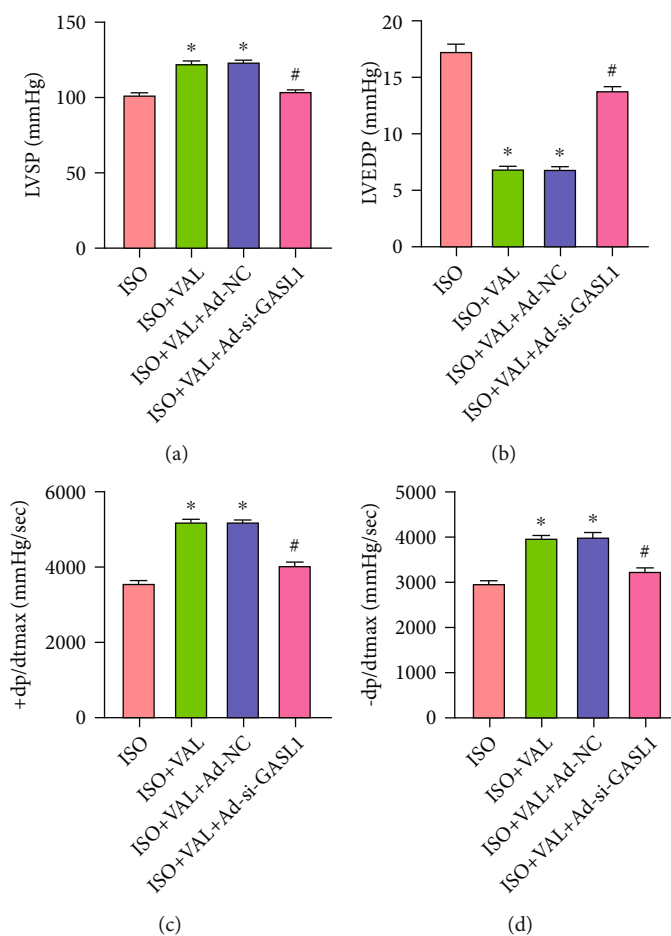 150
100
50
0
LVSP (mmHg)
*
*
#
ISO
ISO+VAL
ISO+VAL+Ad-NC
ISO+VAL+Ad-si-GASL1
(a)
20
15
10
5
0
LVEDP (mmHg)
*
*
#
ISO
ISO+VAL
ISO+VAL+Ad-NC
ISO+VAL+Ad-si-GASL1
(b)
6000
4000
2000
0
+dp/dtmax (mmHg/sec)
*
*
#
ISO
ISO+VAL
ISO+VAL+Ad-NC
ISO+VAL+Ad-si-GASL1
(c)
5000
4000
3000
2000
1000
0
-dp/dtmax (mmHg/sec)
*
*
#
ISO
ISO+VAL
ISO+VAL+Ad-NC
ISO+VAL+Ad-si-GASL1
(d)